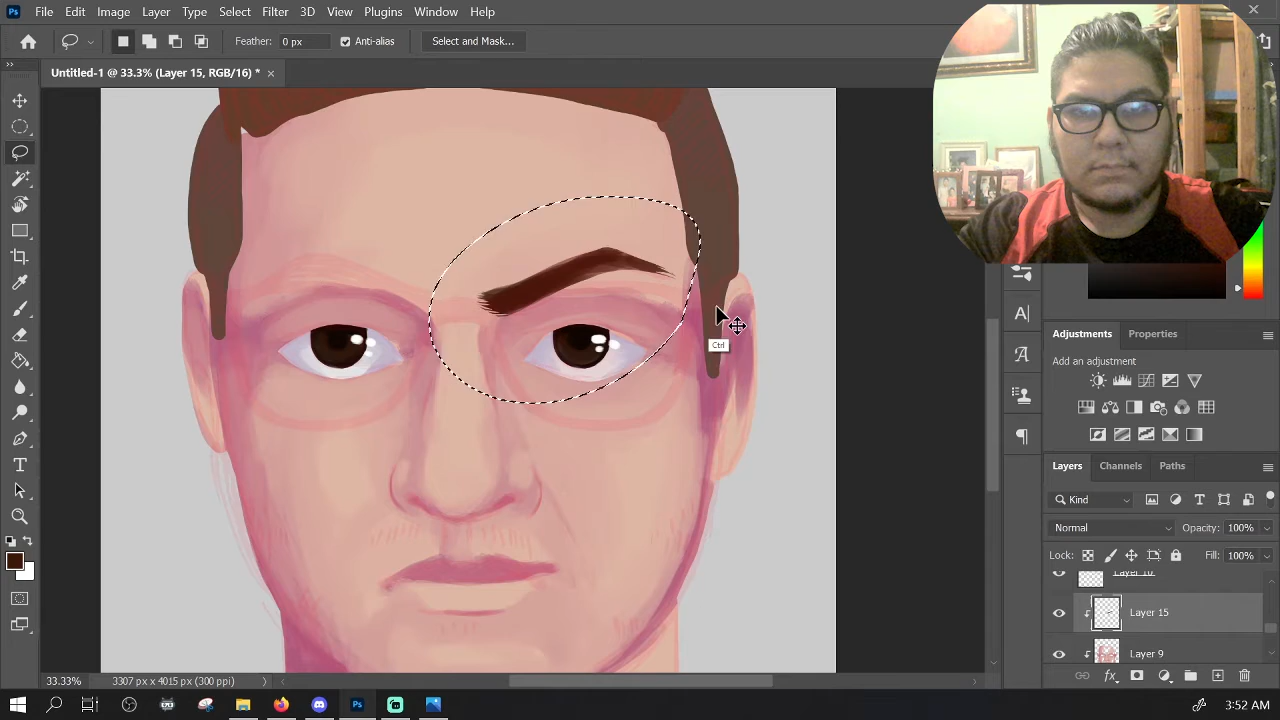 Ps File Edit Image Layer Type Select Filter 3D View Plugins Window Help
Feather: 0 px Anti-alias Select and Mask...
Untitled-1 @ 33.3% (Layer 15, RGB/16) *
Ctrl
Adjustments Properties
Add an adjustment
Layers Channels Paths
Kind
Normal Opacity: 100%
Lock: Fill: 100%
Layer 10
Layer 15
Layer 9
33.33% 3307 px x 4015 px (300 ppi)
3:52 AM